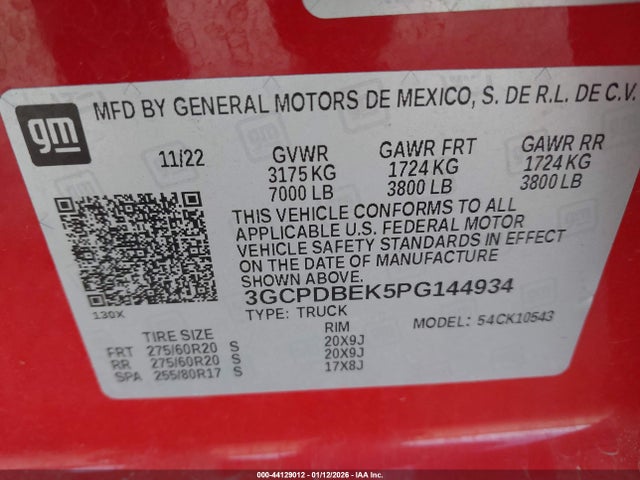 gm
MFD BY GENERAL MOTORS DE MEXICO, S. DE R.L. DE C.V.
11/22 GVWR GAWR FRT GAWR RR
3175 KG 1724 KG 1724 KG
7000 LB 3800 LB 3800 LB
THIS VEHICLE CONFORMS TO ALL
APPLICABLE U.S. FEDERAL MOTOR
VEHICLE SAFETY STANDARDS IN EFFECT
ON THE DATE OF MANUFACTURE
SHOWN ABOVE.
3GCPDBEK5PG144934
130X
TYPE: TRUCK MODEL: 54CK10543
TIRE SIZE RIM
FRT 275/60R20 S 20X9J
RR 275/60R20 S 20X9J
SPA 255/80R17 S 17X8J
000-44129012 - 01/12/2026 - IAA Inc.